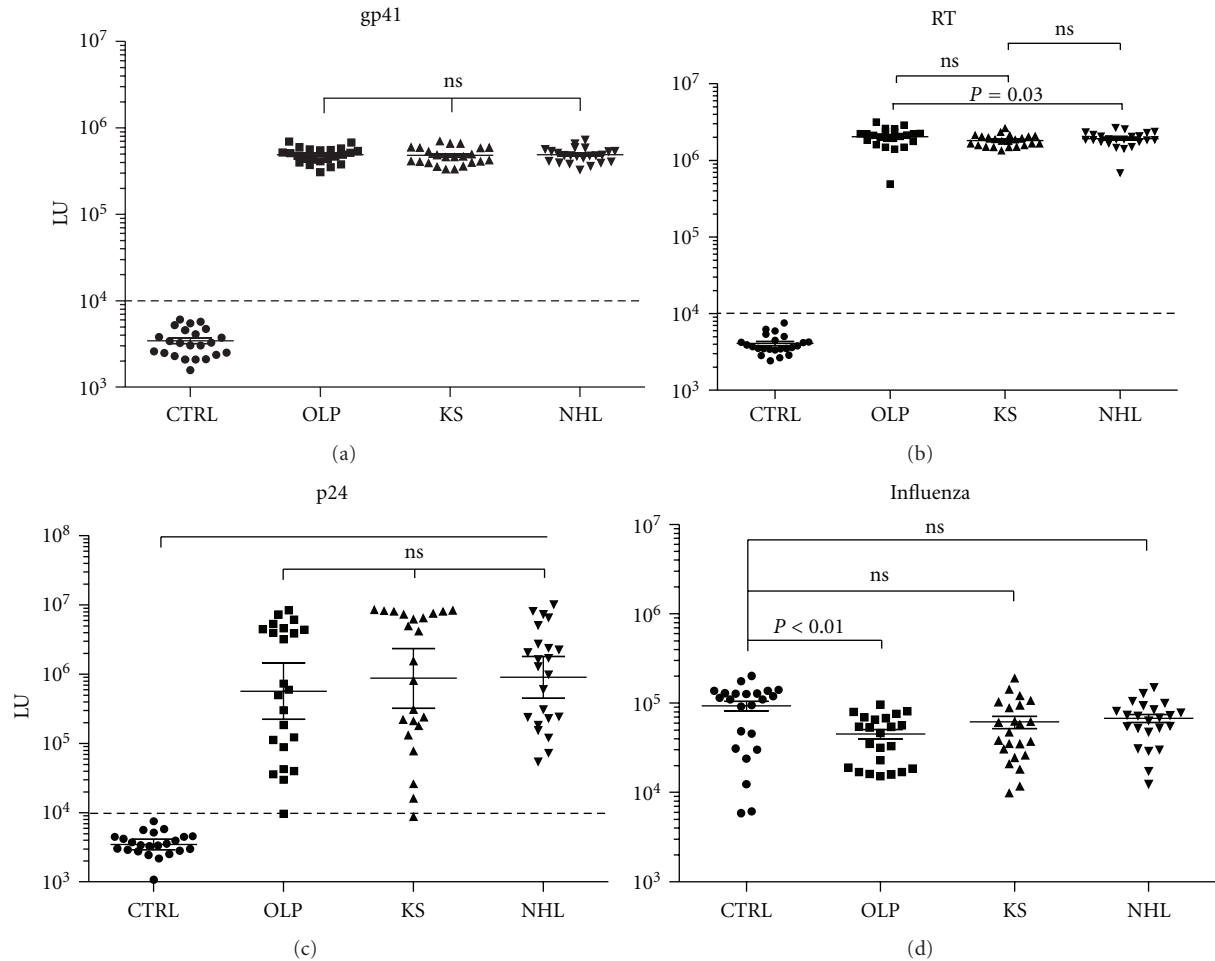 gp41
10^7
10^6
10^5
10^4
10^3
LU
ns
CTRL OLP KS NHL
(a)
RT
10^7
10^6
10^5
10^4
10^3
ns
ns
P = 0.03
CTRL OLP KS NHL
(b)
p24
10^8
10^7
10^6
10^5
10^4
10^3
LU
ns
CTRL OLP KS NHL
(c)
Influenza
10^7
10^6
10^5
10^4
10^3
ns
ns
P < 0.01
CTRL OLP KS NHL
(d)